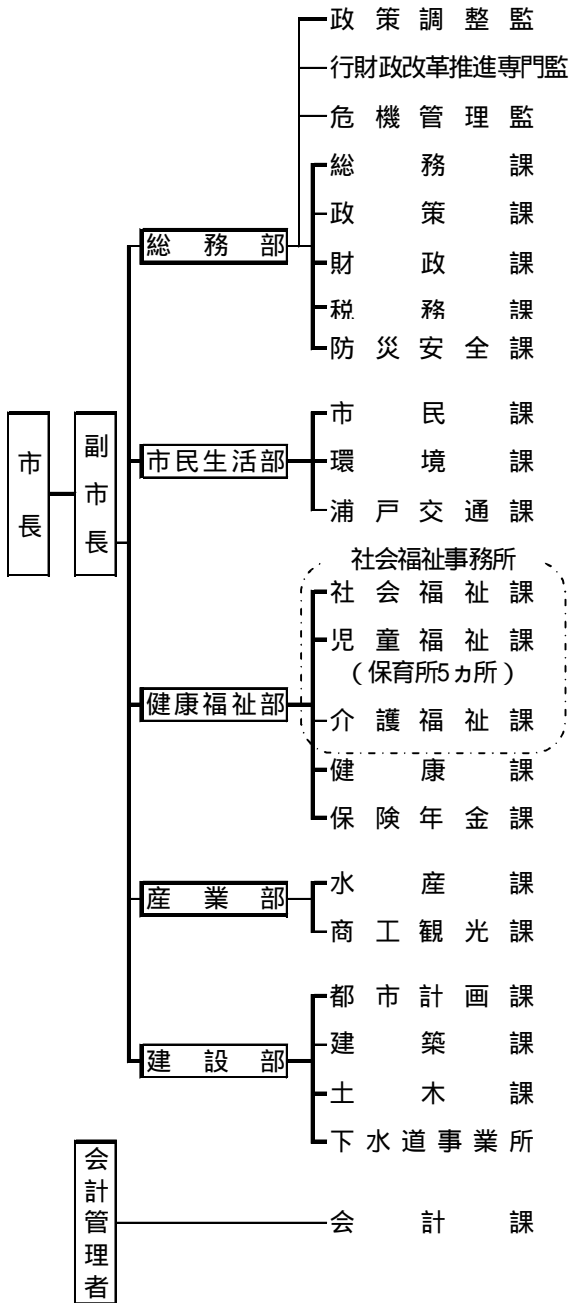 政策調整監
行財政改革推進専門監
危機管理監
総務課
政策課
総務部
財政課
税務課
防災安全課
市長
副市長
市民課
市民生活部
環境課
浦戸交通課
社会福祉事務所
社会福祉課
児童福祉課
(保育所5ヵ所)
健康福祉部
介護福祉課
健康課
保険年金課
水産課
産業部
商工観光課
都市計画課
建築課
建設部
土木課
下水道事業所
会計管理者
会計課